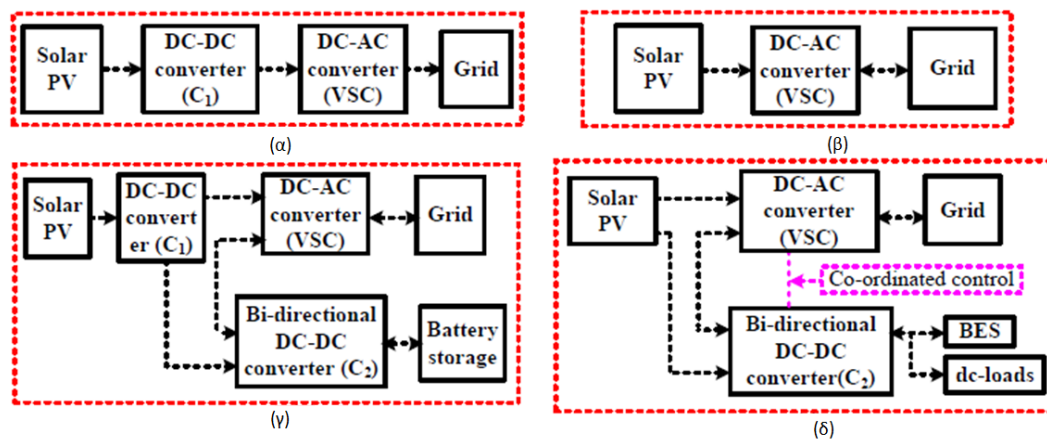 Solar
PV
DC-DC
converter
(C₁)
DC-AC
converter
(VSC)
Grid
(α)
Solar
PV
DC-AC
converter
(VSC)
Grid
(β)
Solar
PV
DC-DC
convert
er (C₁)
DC-AC
converter
(VSC)
Grid
Bi-directional
DC-DC
converter (C₂)
Battery
storage
(γ)
Solar
PV
DC-AC
converter
(VSC)
Grid
Co-ordinated control
Bi-directional
DC-DC
converter(C₂)
BES
dc-loads
(δ)